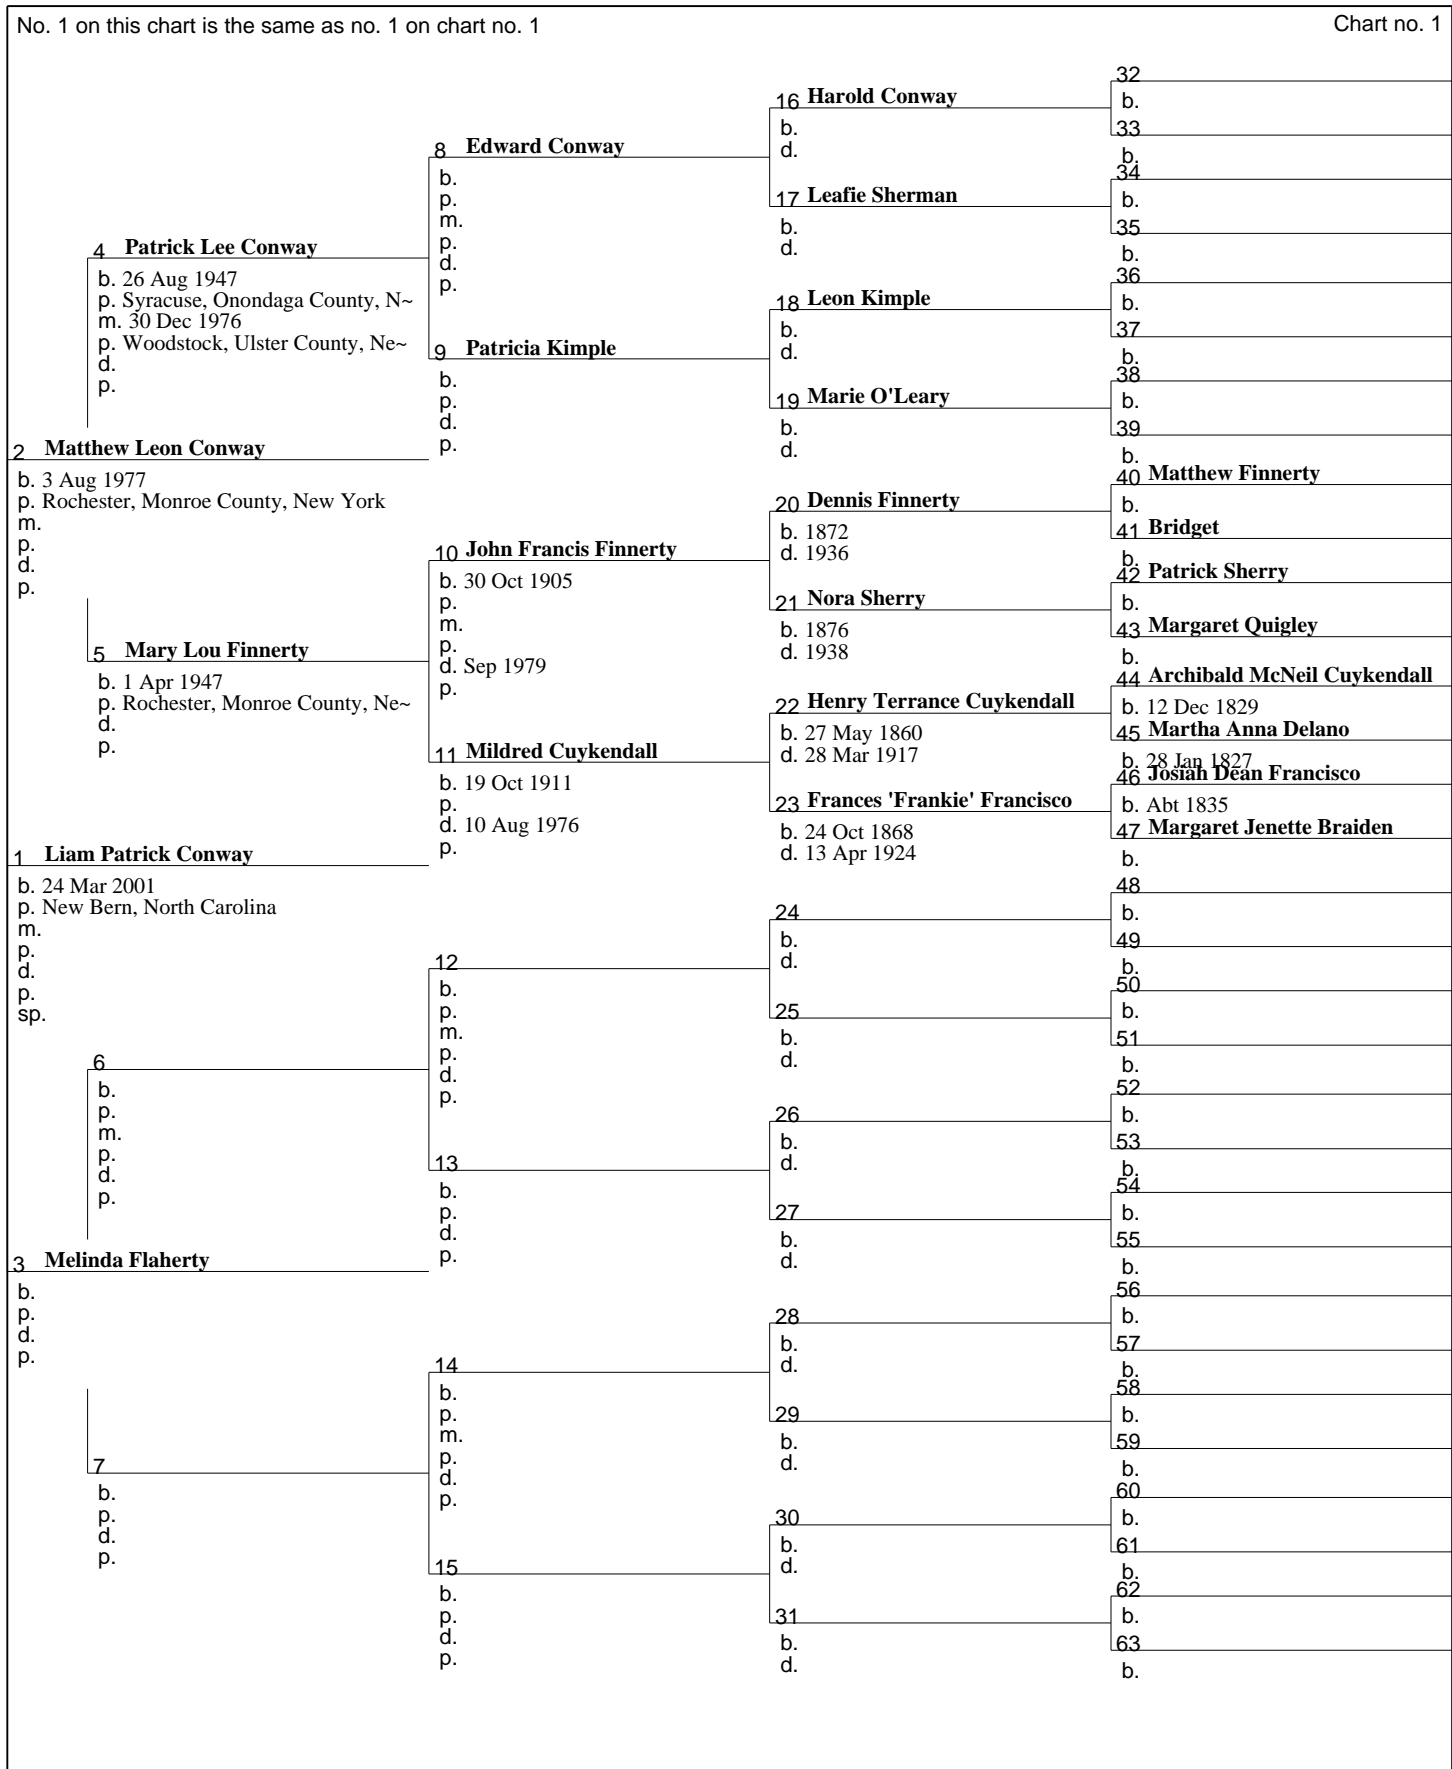 No. 1 on this chart is the same as no. 1 on chart no. 1
Chart no. 1
1 Liam Patrick Conway
b. 24 Mar 2001
p. New Bern, North Carolina
m.
p.
d.
p.
sp.
2 Matthew Leon Conway
b. 3 Aug 1977
p. Rochester, Monroe County, New York
m.
p.
d.
p.
3 Melinda Flaherty
b.
p.
d.
p.
4 Patrick Lee Conway
b. 26 Aug 1947
p. Syracuse, Onondaga County, N~
m. 30 Dec 1976
p. Woodstock, Ulster County, Ne~
d.
p.
5 Mary Lou Finnerty
b. 1 Apr 1947
p. Rochester, Monroe County, Ne~
d.
p.
6
b.
p.
m.
p.
d.
p.
7
b.
p.
d.
p.
8 Edward Conway
b.
p.
m.
p.
d.
p.
9 Patricia Kimple
b.
p.
d.
p.
10 John Francis Finnerty
b. 30 Oct 1905
p.
m.
p.
d. Sep 1979
p.
11 Mildred Cuykendall
b. 19 Oct 1911
p.
d. 10 Aug 1976
p.
12
b.
p.
m.
p.
d.
p.
13
b.
p.
d.
p.
14
b.
p.
m.
p.
d.
p.
15
b.
p.
d.
p.
16 Harold Conway
b.
d.
17 Leafie Sherman
b.
d.
18 Leon Kimple
b.
d.
19 Marie O'Leary
b.
d.
20 Dennis Finnerty
b. 1872
d. 1936
21 Nora Sherry
b. 1876
d. 1938
22 Henry Terrance Cuykendall
b. 27 May 1860
d. 28 Mar 1917
23 Frances 'Frankie' Francisco
b. 24 Oct 1868
d. 13 Apr 1924
24
b.
d.
25
b.
d.
26
b.
d.
27
b.
d.
28
b.
d.
29
b.
d.
30
b.
d.
31
b.
d.
32
b.
33
b.
34
b.
35
b.
36
b.
37
b.
38
b.
39
b.
40 Matthew Finnerty
b.
41 Bridget
b.
42 Patrick Sherry
b.
43 Margaret Quigley
b.
44 Archibald McNeil Cuykendall
b. 12 Dec 1829
45 Martha Anna Delano
b. 28 Jan 1827
46 Josiah Dean Francisco
b. Abt 1835
47 Margaret Jenette Braiden
b.
48
b.
49
b.
50
b.
51
b.
52
b.
53
b.
54
b.
55
b.
56
b.
57
b.
58
b.
59
b.
60
b.
61
b.
62
b.
63
b.